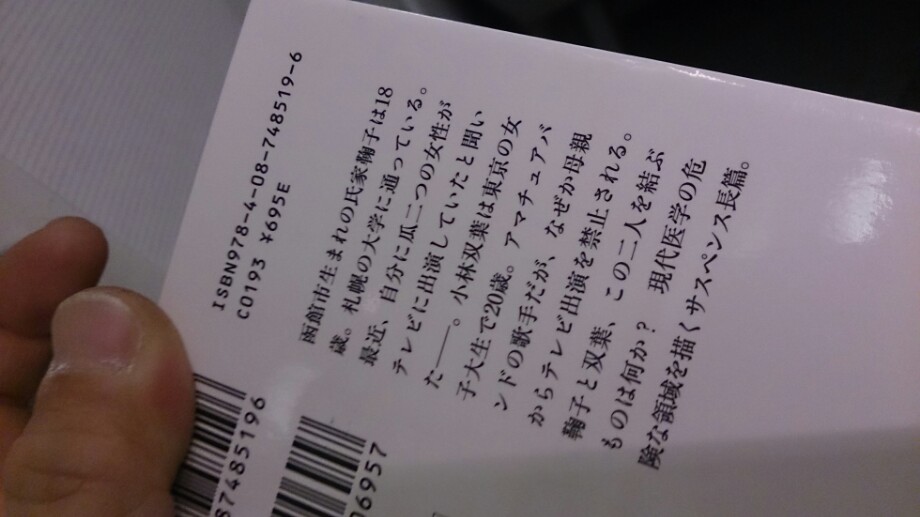 ISBN978-4-08-748519-6
C0193 ¥695E
函館市生まれの氏家鞠子は18
歳。札幌の大学に通っている。
最近、自分に瓜二つの女性が
テレビに出演していたと聞い
た――。小林双葉は東京の女
子大生で20歳。アマチュアバ
ンドの歌手だが、なぜか母親
からテレビ出演を禁止される。
鞠子と双葉、この二人を結ぶ
ものは何か？　現代医学の危
険な領域を描くサスペンス長篇。
87485196
06957